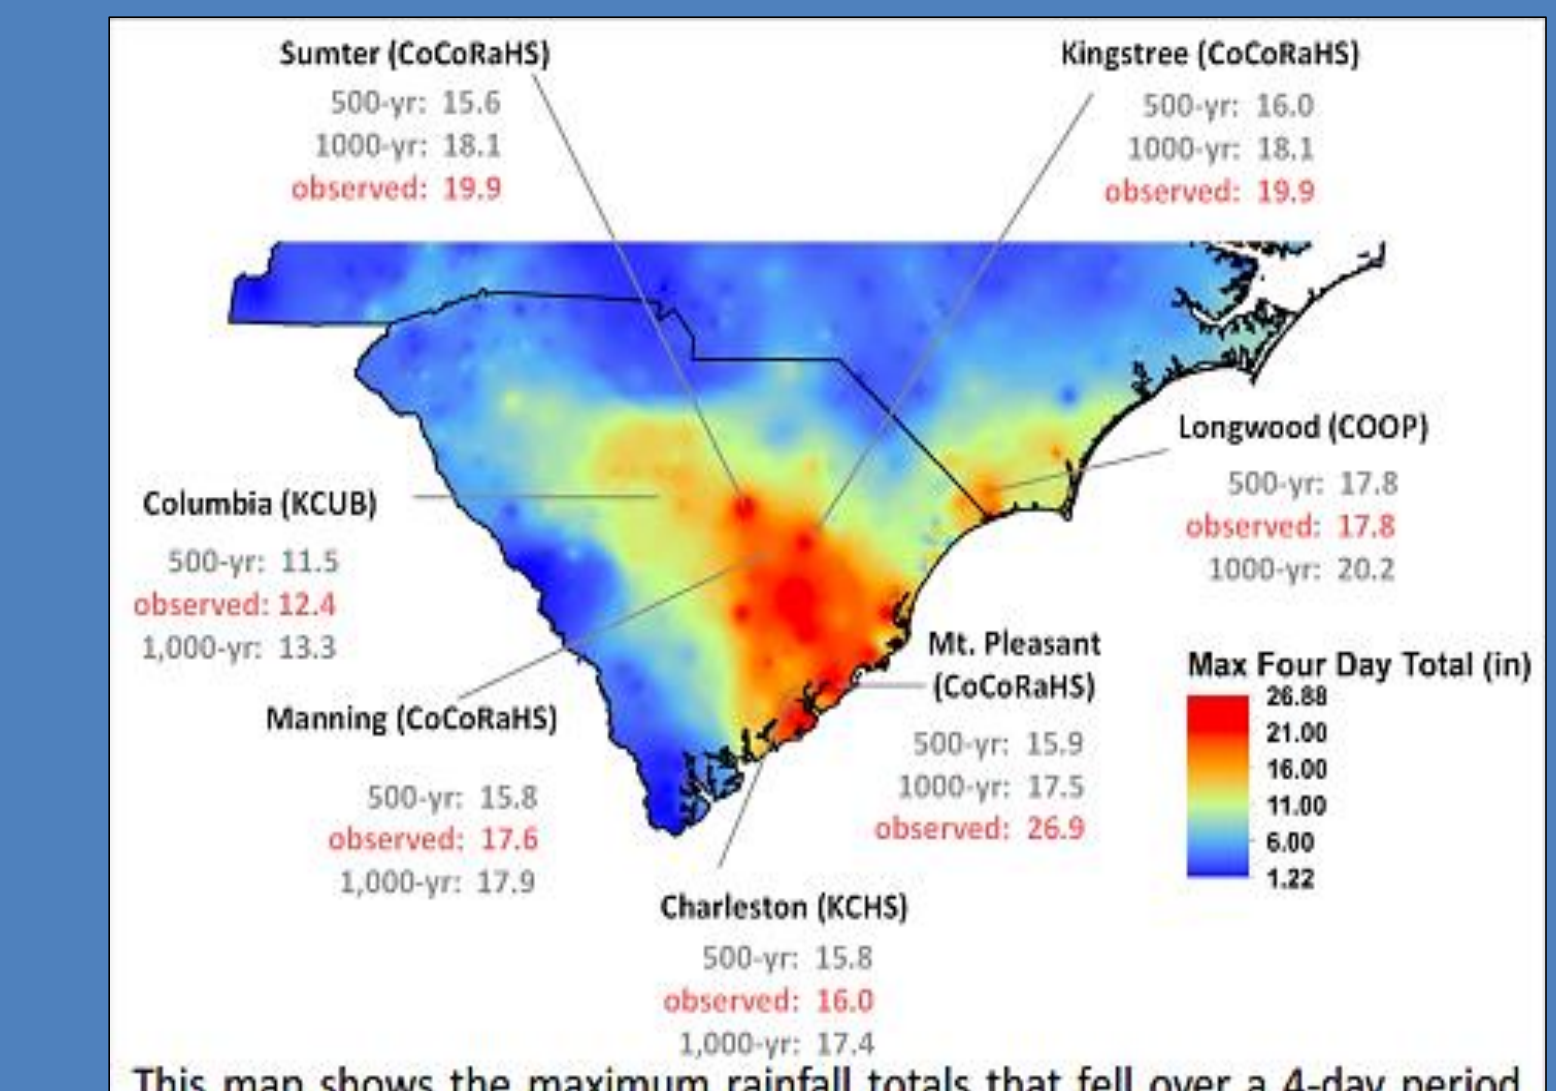 Sumter (CoCoRaHS)
500-yr: 15.6
1000-yr: 18.1
observed: 19.9
Kingstree (CoCoRaHS)
500-yr: 16.0
1000-yr: 18.1
observed: 19.9
Longwood (COOP)
500-yr: 17.8
observed: 17.8
1000-yr: 20.2
Columbia (KCUB)
500-yr: 11.5
observed: 12.4
1,000-yr: 13.3
Mt. Pleasant
(CoCoRaHS)
500-yr: 15.9
1000-yr: 17.5
observed: 26.9
Max Four Day Total (in)
26.88
21.00
16.00
11.00
6.00
1.22
Manning (CoCoRaHS)
500-yr: 15.8
observed: 17.6
1,000-yr: 17.9
Charleston (KCHS)
500-yr: 15.8
observed: 16.0
1,000-yr: 17.4
This map shows the maximum rainfall totals that fell over a 4-day period